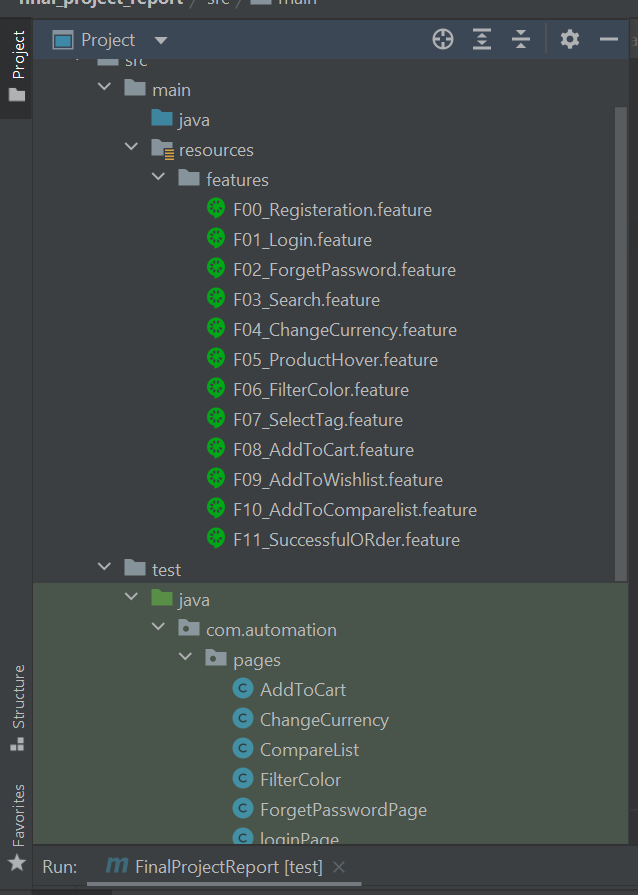 final_project_report / src / main
Project
Project
src
main
java
resources
features
F00_Registeration.feature
F01_Login.feature
F02_ForgetPassword.feature
F03_Search.feature
F04_ChangeCurrency.feature
F05_ProductHover.feature
F06_FilterColor.feature
F07_SelectTag.feature
F08_AddToCart.feature
F09_AddToWishlist.feature
F10_AddToComparelist.feature
F11_SuccessfulORder.feature
test
java
com.automation
pages
C AddToCart
C ChangeCurrency
C CompareList
C FilterColor
C ForgetPasswordPage
C loginPage
Structure
Favorites
Run: m FinalProjectReport [test] ×